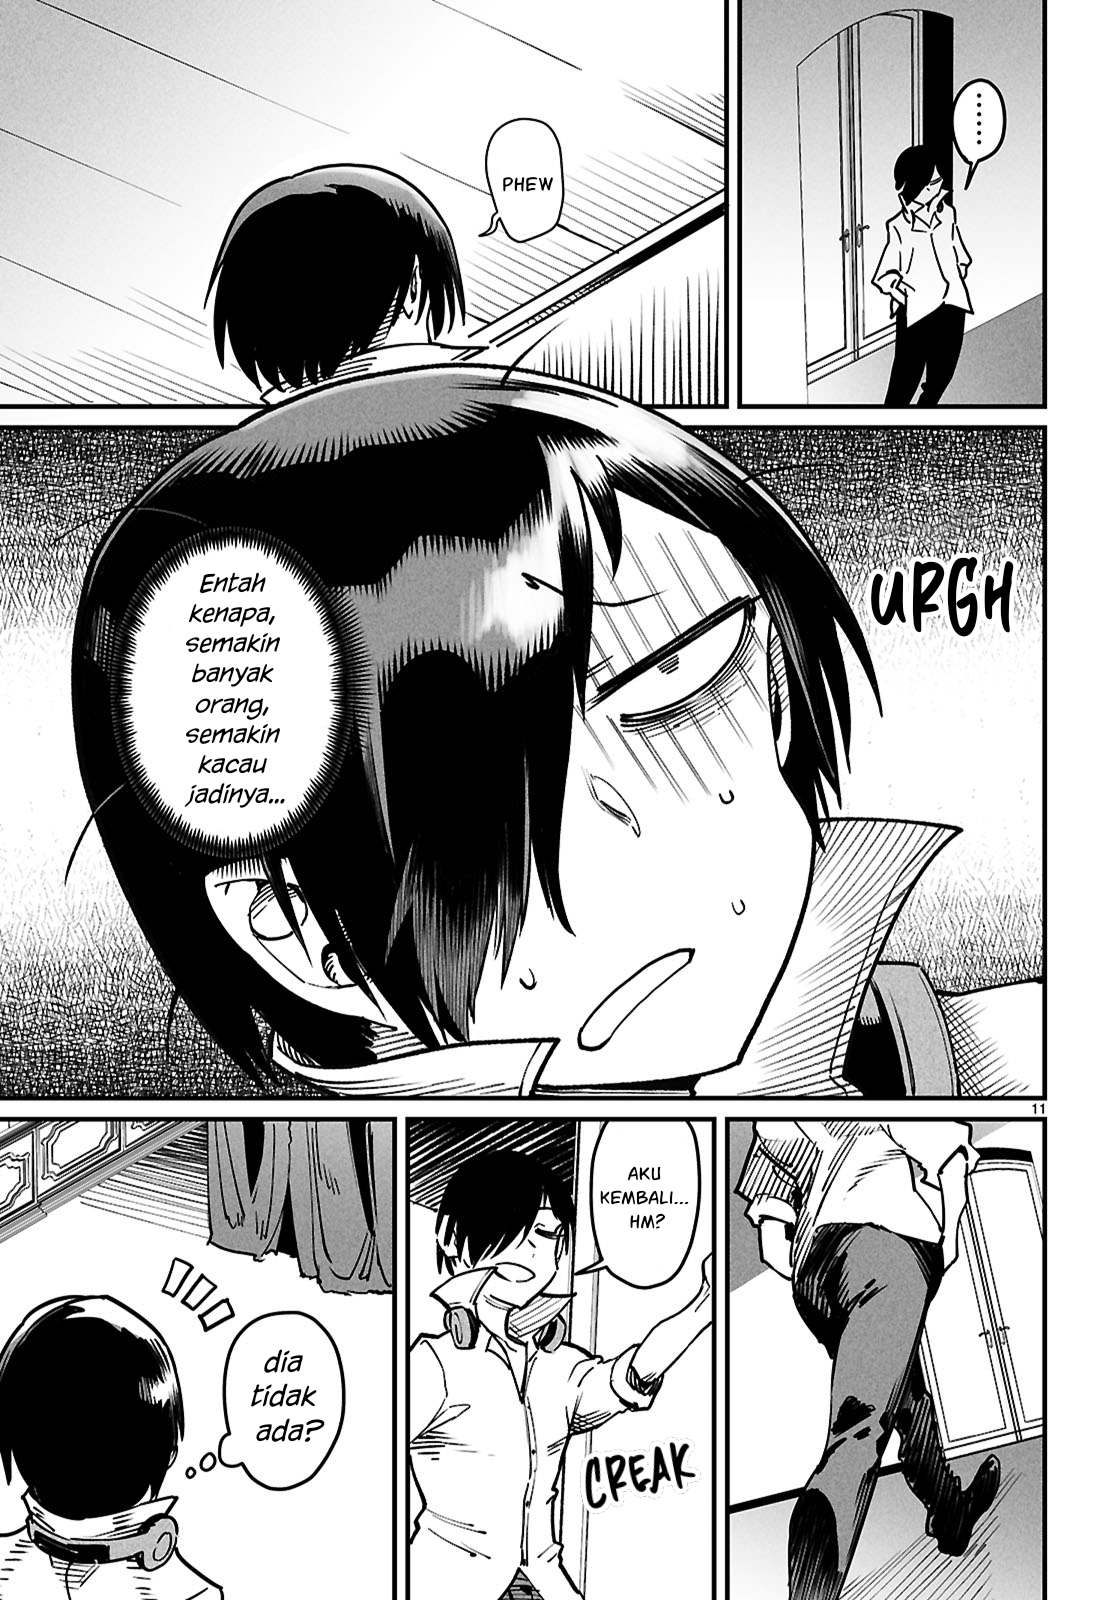 ......
PHEW
URGH
Entah
kenapa,
semakin
banyak
orang,
semakin
kacau
jadinya...
11
AKU
KEMBALI...
HM?
CREAK
dia
tidak
ada?